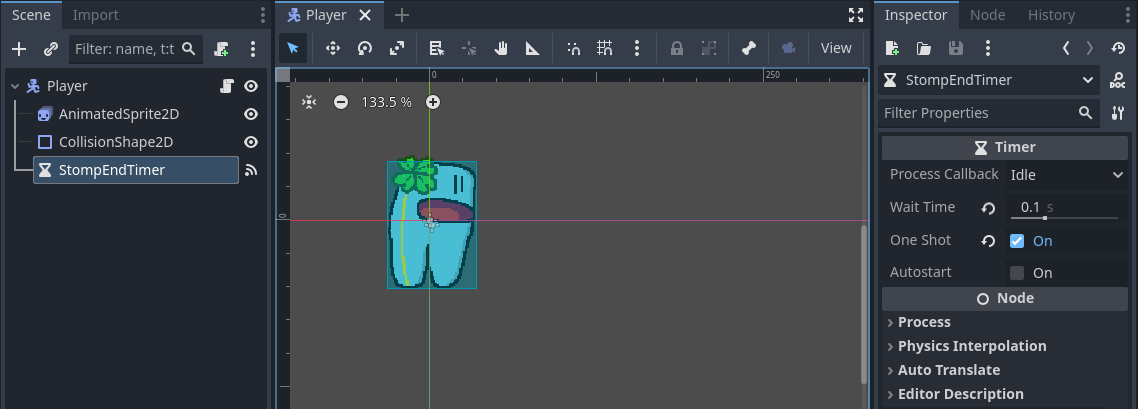 Scene Import
Filter: name, t:t
Player
AnimatedSprite2D
CollisionShape2D
StompEndTimer
Player
View
0 250
133.5 %
0
Inspector Node History
StompEndTimer
DOC
Filter Properties
Timer
Process Callback Idle
Wait Time 0.1 s
One Shot On
Autostart On
Node
Process
Physics Interpolation
Auto Translate
Editor Description